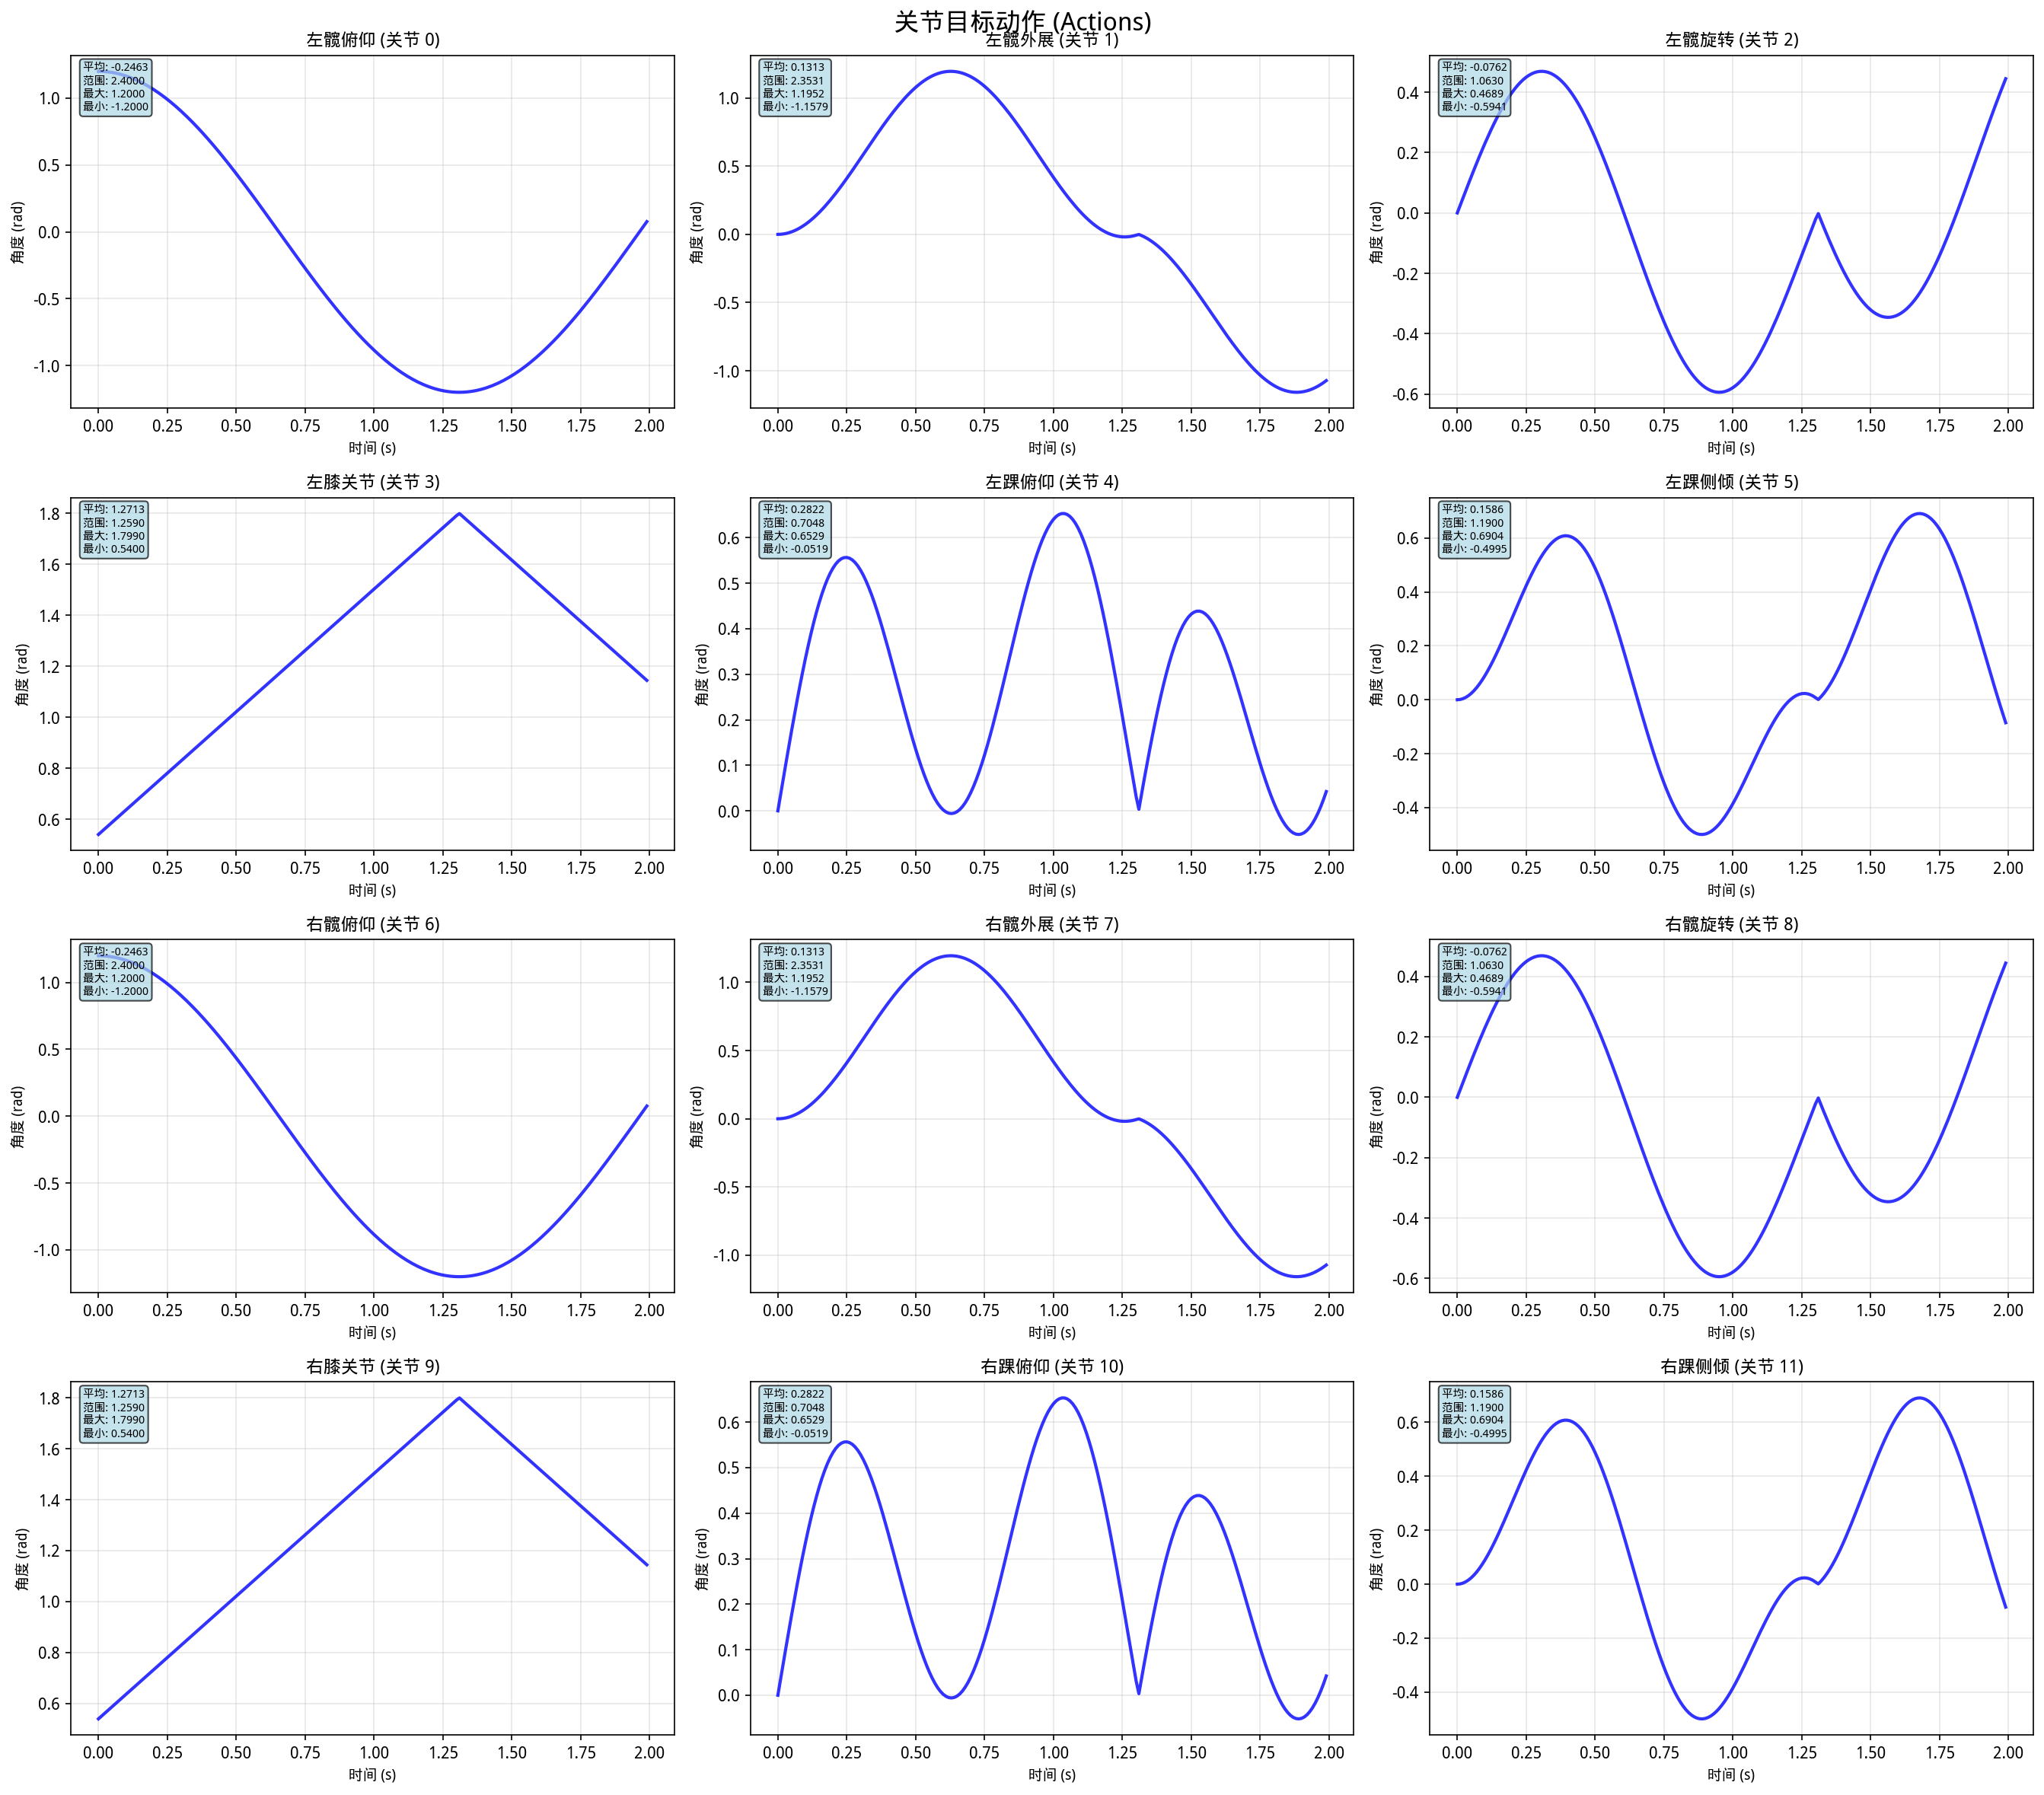 关节目标动作 (Actions)
左髋俯仰 (关节 0)
平均: -0.2463
范围: 2.4000
最大: 1.2000
最小: -1.2000
角度 (rad)
1.0
0.5
0.0
-0.5
-1.0
0.00 0.25 0.50 0.75 1.00 1.25 1.50 1.75 2.00
时间 (s)
左髋外展 (关节 1)
平均: 0.1313
范围: 2.3531
最大: 1.1952
最小: -1.1579
角度 (rad)
1.0
0.5
0.0
-0.5
-1.0
0.00 0.25 0.50 0.75 1.00 1.25 1.50 1.75 2.00
时间 (s)
左髋旋转 (关节 2)
平均: -0.0762
范围: 1.0630
最大: 0.4689
最小: -0.5941
角度 (rad)
0.4
0.2
0.0
-0.2
-0.4
-0.6
0.00 0.25 0.50 0.75 1.00 1.25 1.50 1.75 2.00
时间 (s)
左膝关节 (关节 3)
平均: 1.2713
范围: 1.2590
最大: 1.7990
最小: 0.5400
角度 (rad)
1.8
1.6
1.4
1.2
1.0
0.8
0.6
0.00 0.25 0.50 0.75 1.00 1.25 1.50 1.75 2.00
时间 (s)
左踝俯仰 (关节 4)
平均: 0.2822
范围: 0.7048
最大: 0.6529
最小: -0.0519
角度 (rad)
0.6
0.5
0.4
0.3
0.2
0.1
0.0
0.00 0.25 0.50 0.75 1.00 1.25 1.50 1.75 2.00
时间 (s)
左踝侧倾 (关节 5)
平均: 0.1586
范围: 1.1900
最大: 0.6904
最小: -0.4995
角度 (rad)
0.6
0.4
0.2
0.0
-0.2
-0.4
0.00 0.25 0.50 0.75 1.00 1.25 1.50 1.75 2.00
时间 (s)
右髋俯仰 (关节 6)
平均: -0.2463
范围: 2.4000
最大: 1.2000
最小: -1.2000
角度 (rad)
1.0
0.5
0.0
-0.5
-1.0
0.00 0.25 0.50 0.75 1.00 1.25 1.50 1.75 2.00
时间 (s)
右髋外展 (关节 7)
平均: 0.1313
范围: 2.3531
最大: 1.1952
最小: -1.1579
角度 (rad)
1.0
0.5
0.0
-0.5
-1.0
0.00 0.25 0.50 0.75 1.00 1.25 1.50 1.75 2.00
时间 (s)
右髋旋转 (关节 8)
平均: -0.0762
范围: 1.0630
最大: 0.4689
最小: -0.5941
角度 (rad)
0.4
0.2
0.0
-0.2
-0.4
-0.6
0.00 0.25 0.50 0.75 1.00 1.25 1.50 1.75 2.00
时间 (s)
右膝关节 (关节 9)
平均: 1.2713
范围: 1.2590
最大: 1.7990
最小: 0.5400
角度 (rad)
1.8
1.6
1.4
1.2
1.0
0.8
0.6
0.00 0.25 0.50 0.75 1.00 1.25 1.50 1.75 2.00
时间 (s)
右踝俯仰 (关节 10)
平均: 0.2822
范围: 0.7048
最大: 0.6529
最小: -0.0519
角度 (rad)
0.6
0.5
0.4
0.3
0.2
0.1
0.0
0.00 0.25 0.50 0.75 1.00 1.25 1.50 1.75 2.00
时间 (s)
右踝侧倾 (关节 11)
平均: 0.1586
范围: 1.1900
最大: 0.6904
最小: -0.4995
角度 (rad)
0.6
0.4
0.2
0.0
-0.2
-0.4
0.00 0.25 0.50 0.75 1.00 1.25 1.50 1.75 2.00
时间 (s)